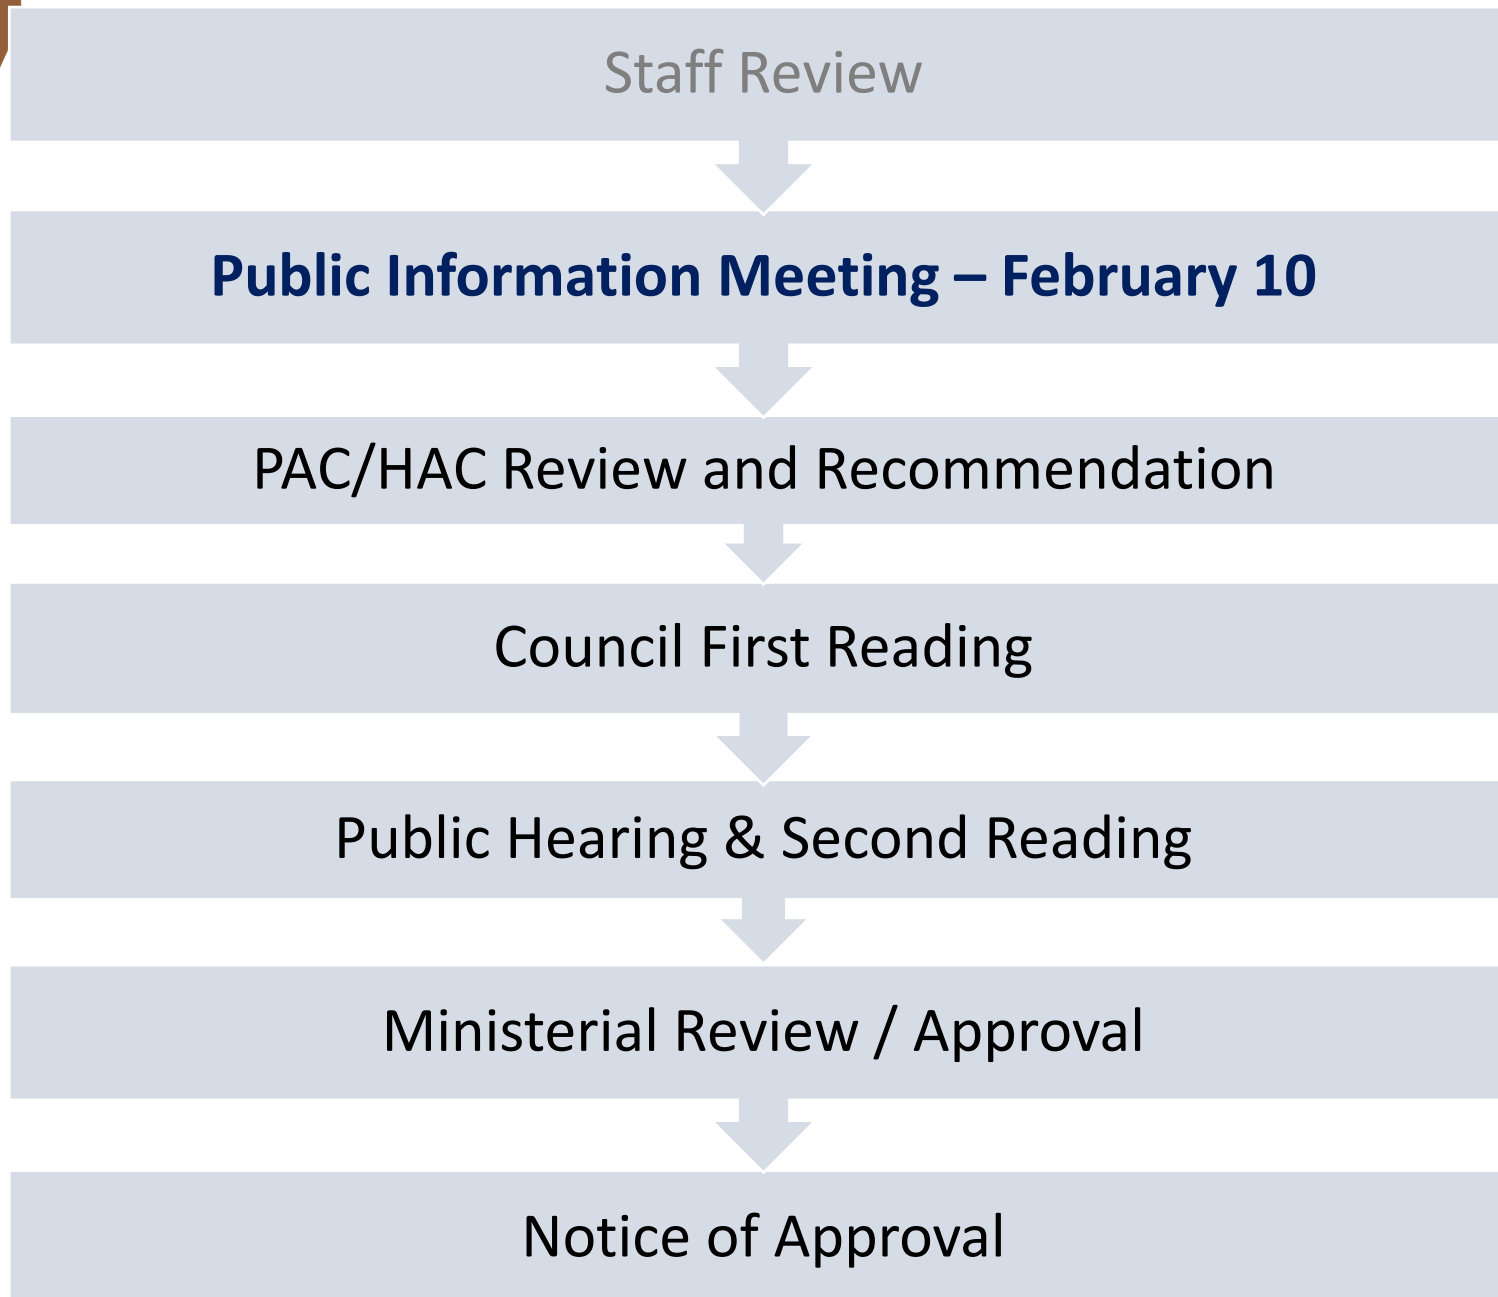 Staff Review
Public Information Meeting – February 10
PAC/HAC Review and Recommendation
Council First Reading
Public Hearing & Second Reading
Ministerial Review / Approval
Notice of Approval